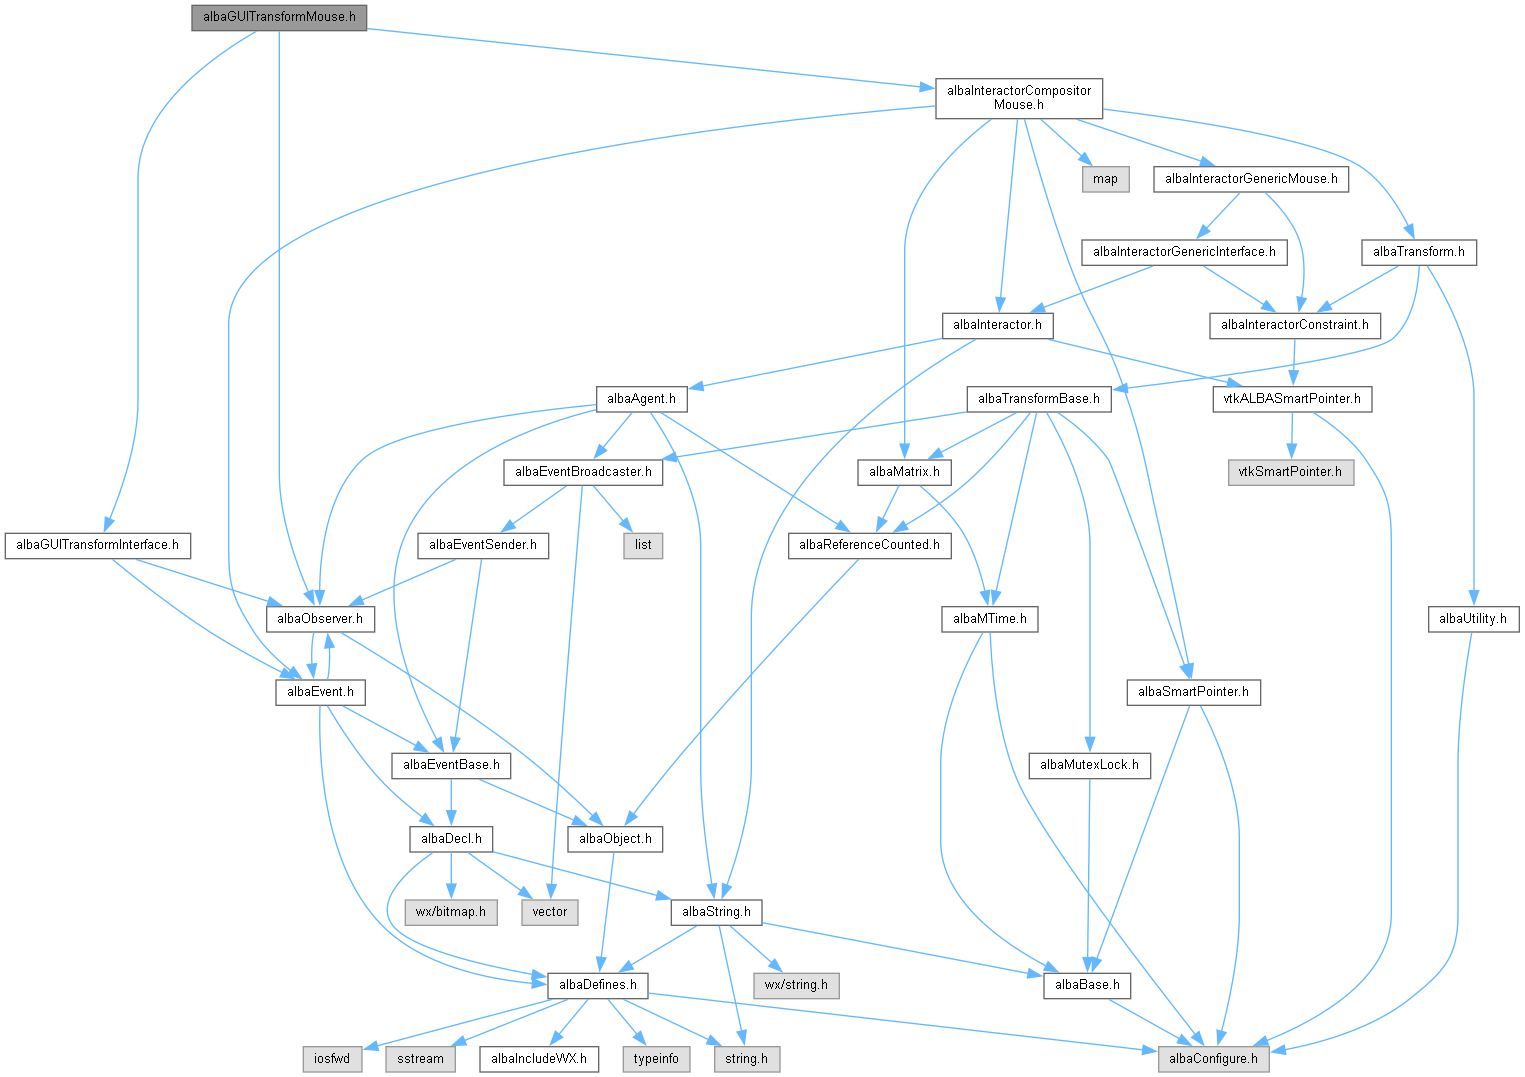 albaGUITransformMouse.h
albaInteractorCompositor
Mouse.h
map
albaInteractorGenericMouse.h
albaInteractorGenericInterface.h
albaTransform.h
albaInteractor.h
albaInteractorConstraint.h
albaAgent.h
albaTransformBase.h
vtkALBASmartPointer.h
albaEventBroadcaster.h
albaMatrix.h
vtkSmartPointer.h
albaGUITransformInterface.h
albaEventSender.h
list
albaReferenceCounted.h
albaObserver.h
albaMTime.h
albaUtility.h
albaEvent.h
albaSmartPointer.h
albaEventBase.h
albaMutexLock.h
albaDecl.h
albaObject.h
wx/bitmap.h
vector
albaString.h
albaDefines.h
wx/string.h
albaBase.h
iosfwd
sstream
albaIncludeWX.h
typeinfo
string.h
albaConfigure.h